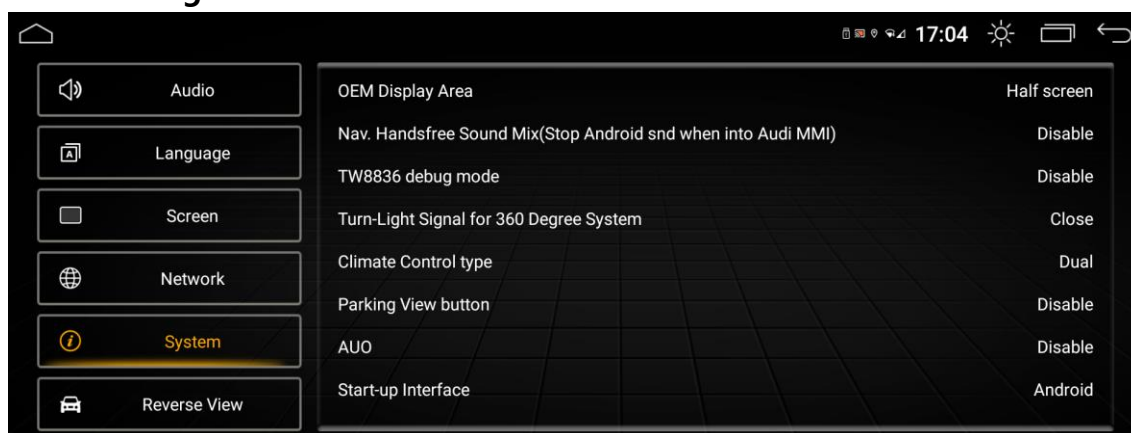 17:04
Audio
Language
Screen
Network
System
Reverse View
OEM Display Area Half screen
Nav. Handsfree Sound Mix(Stop Android snd when into Audi MMI) Disable
TW8836 debug mode Disable
Turn-Light Signal for 360 Degree System Close
Climate Control type Dual
Parking View button Disable
AUO Disable
Start-up Interface Android